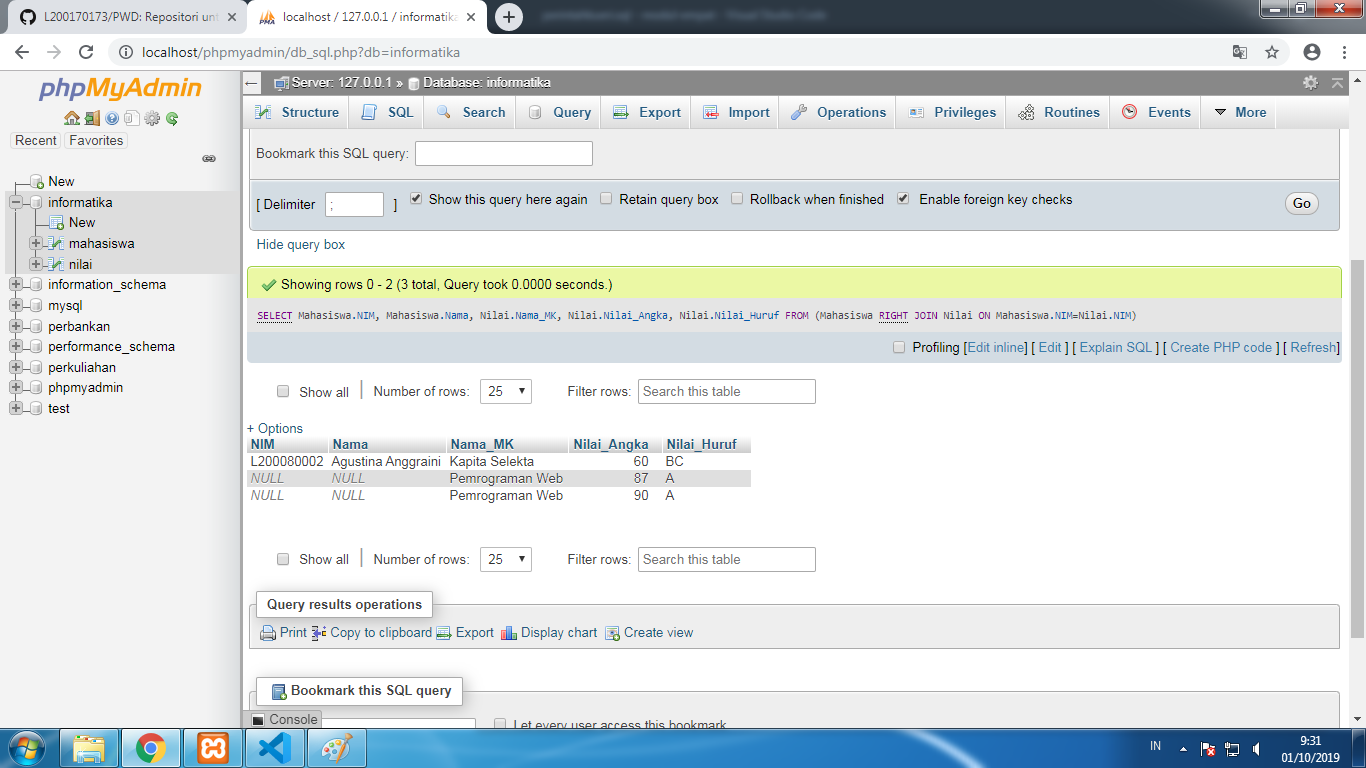 L200170173/PWD: Repositori unt
localhost / 127.0.0.1 / informatika
localhost/phpmyadmin/db_sql.php?db=informatika
phpMyAdmin
Recent Favorites
New
informatika
New
mahasiswa
nilai
information_schema
mysql
perbankan
performance_schema
perkuliahan
phpmyadmin
test
Server: 127.0.0.1 » Database: informatika
Structure SQL Search Query Export Import Operations Privileges Routines Events More
Bookmark this SQL query:
[ Delimiter ; ] Show this query here again Retain query box Rollback when finished Enable foreign key checks Go
Hide query box
Showing rows 0 - 2 (3 total, Query took 0.0000 seconds.)
SELECT Mahasiswa.NIM, Mahasiswa.Nama, Nilai.Nama_MK, Nilai.Nilai_Angka, Nilai.Nilai_Huruf FROM (Mahasiswa RIGHT JOIN Nilai ON Mahasiswa.NIM=Nilai.NIM)
Profiling [Edit inline] [ Edit ] [ Explain SQL ] [ Create PHP code ] [ Refresh]
Show all | Number of rows: 25 Filter rows: Search this table
+ Options
NIM Nama Nama_MK Nilai_Angka Nilai_Huruf
L200080002 Agustina Anggraini Kapita Selekta 60 BC
NULL NULL Pemrograman Web 87 A
NULL NULL Pemrograman Web 90 A
Show all | Number of rows: 25 Filter rows: Search this table
Query results operations
Print Copy to clipboard Export Display chart Create view
Bookmark this SQL query
Console
Let every user access this bookmark
IN
9:31
01/10/2019